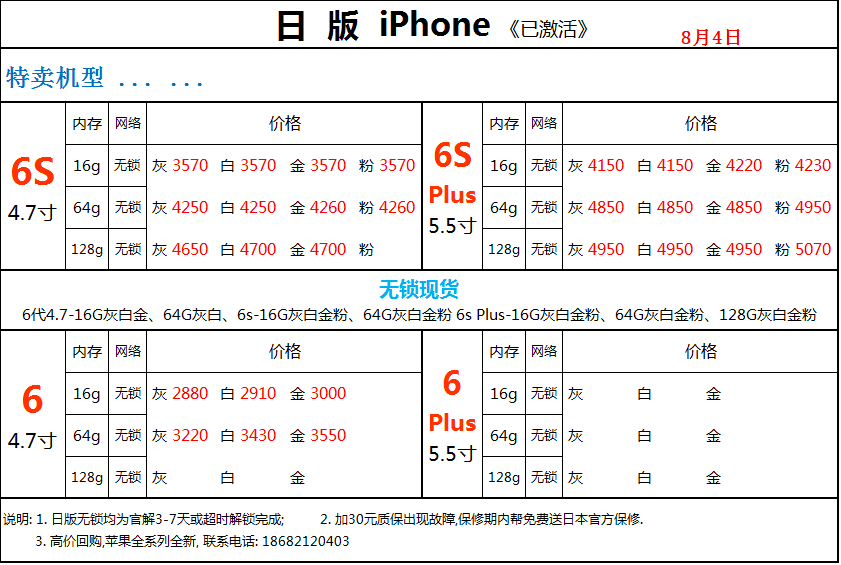 日 版 iPhone 《已激活》 8月4日
特卖机型 ... ...
6S
4.7寸
内存 网络 价格
16g 无锁 灰 3570 白 3570 金 3570 粉 3570
64g 无锁 灰 4250 白 4250 金 4260 粉 4260
128g 无锁 灰 4650 白 4700 金 4700 粉
6S
Plus
5.5寸
内存 网络 价格
16g 无锁 灰 4150 白 4150 金 4220 粉 4230
64g 无锁 灰 4850 白 4850 金 4850 粉 4950
128g 无锁 灰 4950 白 4950 金 4950 粉 5070
无锁现货
6代4.7-16G灰白金、64G灰白、6s-16G灰白金粉、64G灰白金粉 6s Plus-16G灰白金粉、64G灰白金粉、128G灰白金粉
6
4.7寸
内存 网络 价格
16g 无锁 灰 2880 白 2910 金 3000
64g 无锁 灰 3220 白 3430 金 3550
128g 无锁 灰 白 金
6
Plus
5.5寸
内存 网络 价格
16g 无锁 灰 白 金
64g 无锁 灰 白 金
128g 无锁 灰 白 金
说明: 1. 日版无锁均为官解3-7天或超时解锁完成; 2. 加30元质保出现故障,保修期内帮免费送日本官方保修.
3. 高价回购,苹果全系列全新, 联系电话: 18682120403